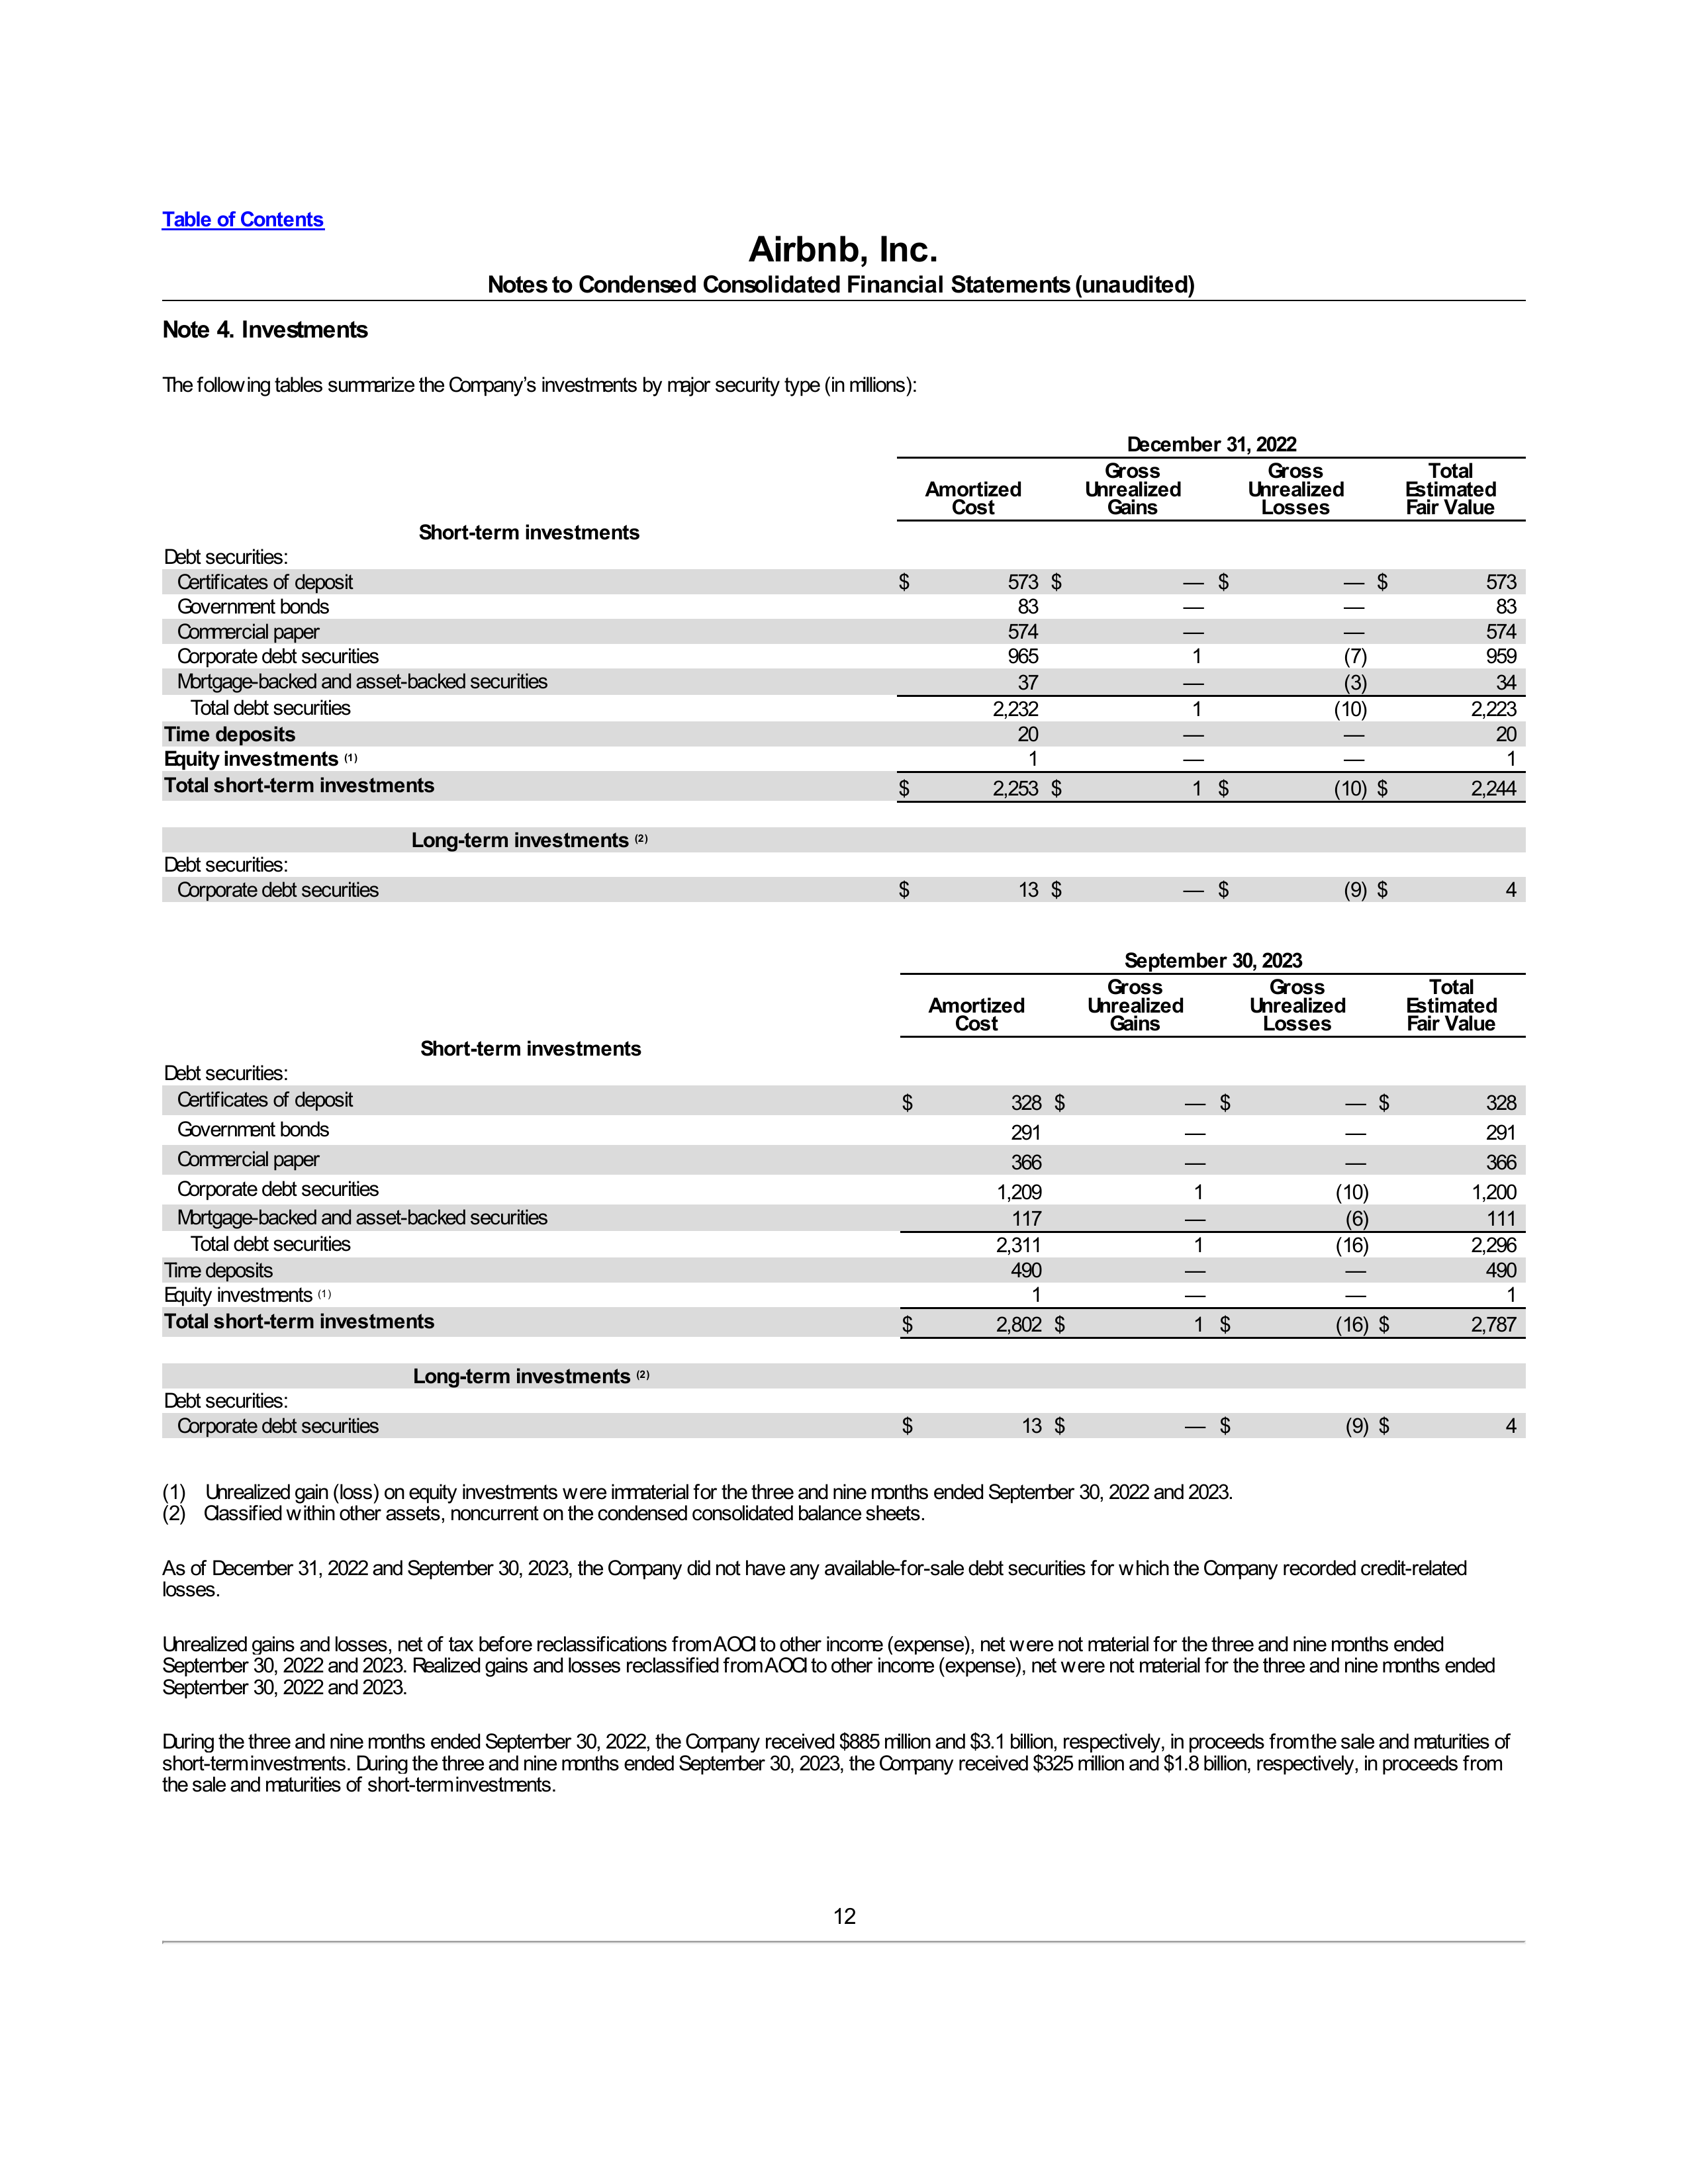 Table of Contents
Airbnb, Inc.
Notes to Condensed Consolidated Financial Statements (unaudited)
Note 4. Investments
The following tables summarize the Company's investments by major security type (in millions):
December 31, 2022
Amortized Cost Gross Unrealized Gains Gross Unrealized Losses Total Estimated Fair Value
Short-term investments
Debt securities:
Certificates of deposit $ 573 $ — $ — $ 573
Government bonds 83 — — 83
Commercial paper 574 — — 574
Corporate debt securities 965 1 (7) 959
Mortgage-backed and asset-backed securities 37 — (3) 34
Total debt securities 2,232 1 (10) 2,223
Time deposits 20 — — 20
Equity investments (1) 1 — — 1
Total short-term investments $ 2,253 $ 1 $ (10) $ 2,244
Long-term investments (2)
Debt securities:
Corporate debt securities $ 13 $ — $ (9) $ 4
September 30, 2023
Amortized Cost Gross Unrealized Gains Gross Unrealized Losses Total Estimated Fair Value
Short-term investments
Debt securities:
Certificates of deposit $ 328 $ — $ — $ 328
Government bonds 291 — — 291
Commercial paper 366 — — 366
Corporate debt securities 1,209 1 (10) 1,200
Mortgage-backed and asset-backed securities 117 — (6) 111
Total debt securities 2,311 1 (16) 2,296
Time deposits 490 — — 490
Equity investments (1) 1 — — 1
Total short-term investments $ 2,802 $ 1 $ (16) $ 2,787
Long-term investments (2)
Debt securities:
Corporate debt securities $ 13 $ — $ (9) $ 4
(1) Unrealized gain (loss) on equity investments were immaterial for the three and nine months ended September 30, 2022 and 2023.
(2) Classified within other assets, noncurrent on the condensed consolidated balance sheets.
As of December 31, 2022 and September 30, 2023, the Company did not have any available-for-sale debt securities for which the Company recorded credit-related
losses.
Unrealized gains and losses, net of tax before reclassifications from AOCI to other income (expense), net were not material for the three and nine months ended
September 30, 2022 and 2023. Realized gains and losses reclassified from AOCI to other income (expense), net were not material for the three and nine months ended
September 30, 2022 and 2023.
During the three and nine months ended September 30, 2022, the Company received $885 million and $3.1 billion, respectively, in proceeds from the sale and maturities of
short-term investments. During the three and nine months ended September 30, 2023, the Company received $325 million and $1.8 billion, respectively, in proceeds from
the sale and maturities of short-term investments.
12